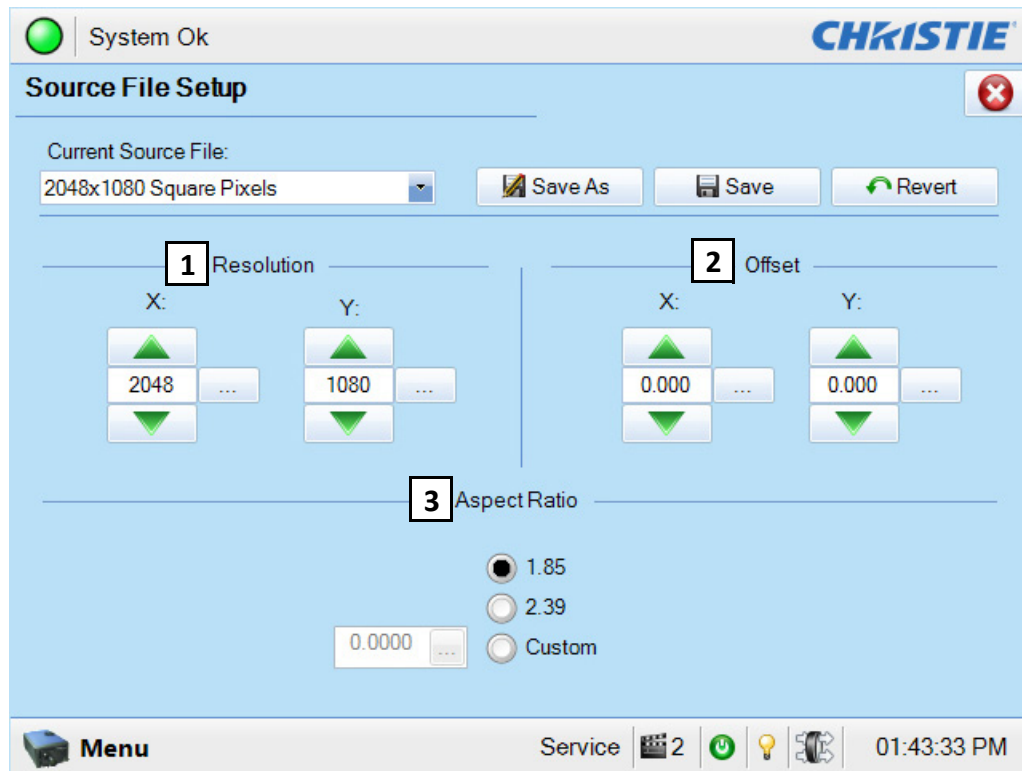 System Ok
CHRISTIE
Source File Setup
Current Source File:
2048x1080 Square Pixels
Save As
Save
Revert
1 Resolution
2 Offset
X:
Y:
X:
Y:
2048 ...
1080 ...
0.000 ...
0.000 ...
3 Aspect Ratio
1.85
2.39
0.0000 ...
Custom
Menu
Service
2
01:43:33 PM